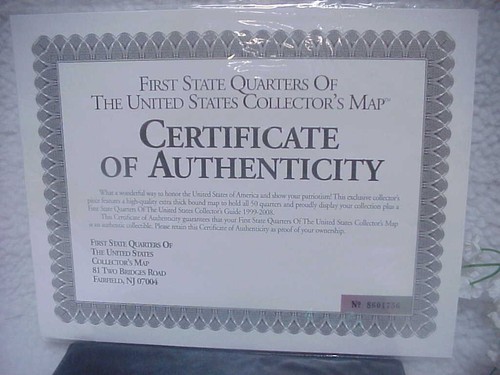 First State Quarters Of
The United States Collector's Map™
Certificate
of Authenticity
What a wonderful way to honor the United States of America and show your patriotism! This exclusive collector's
piece features a high-quality extra thick bound map to hold all 50 quarters and proudly display your collection plus a
First State Quarters Of The United States Collector's Guide 1999-2008.
This Certificate of Authenticity guarantees that your First State Quarters Of The United States Collector's Map
is an authentic collectible. Please retain this Certificate of Authenticity as proof of your ownership.
First State Quarters Of
The United States
Collector's Map
81 Two Bridges Road
Fairfield, NJ 07004
Nº